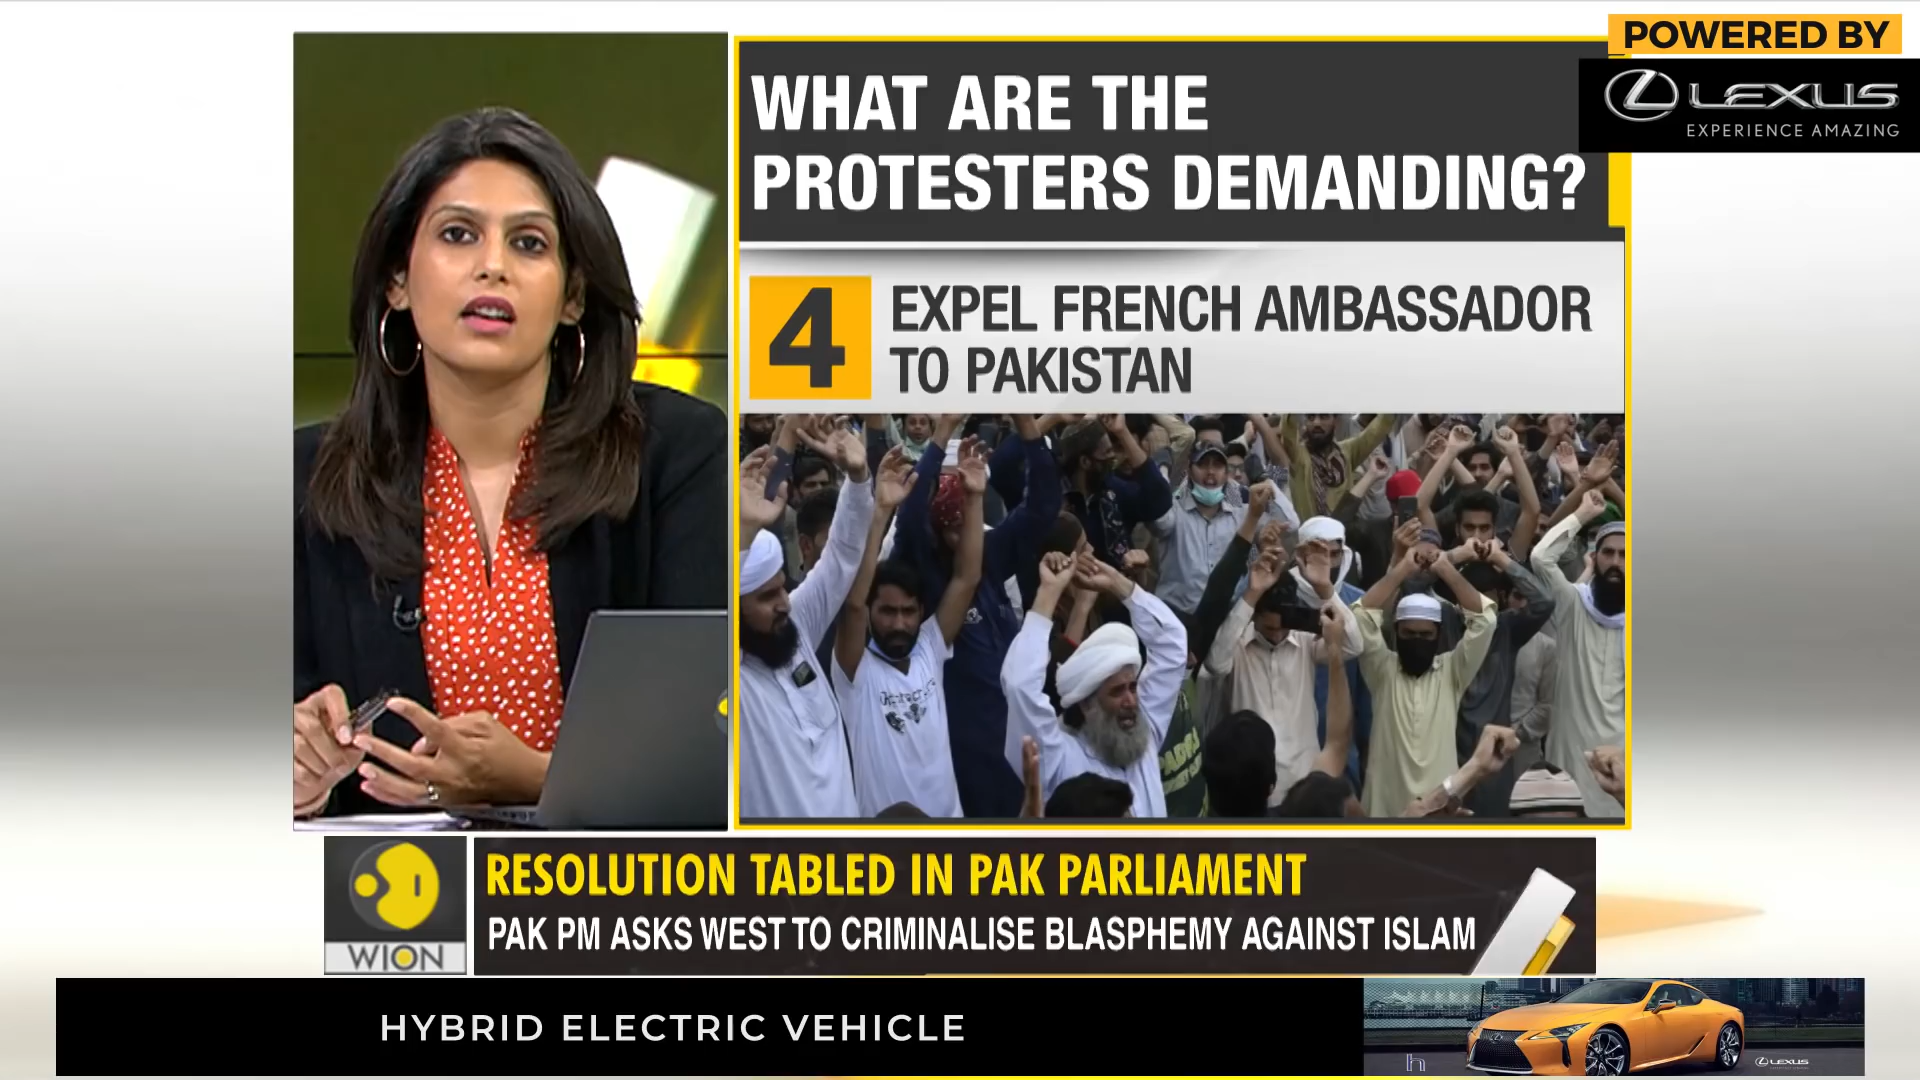 POWERED BY
LEXUS
EXPERIENCE AMAZING
WHAT ARE THE
PROTESTERS DEMANDING?
4
EXPEL FRENCH AMBASSADOR
TO PAKISTAN
RESOLUTION TABLED IN PAK PARLIAMENT
PAK PM ASKS WEST TO CRIMINALISE BLASPHEMY AGAINST ISLAM
WION
HYBRID ELECTRIC VEHICLE
h
LEXUS